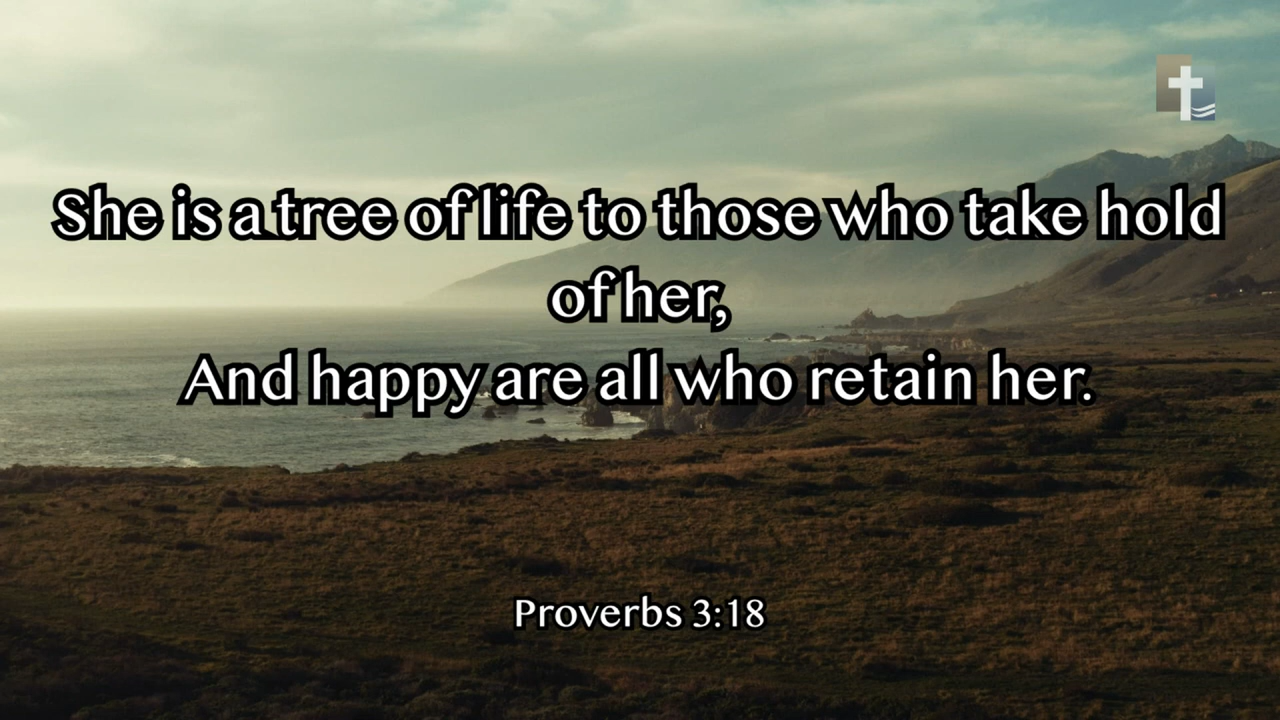 She is a tree of life to those who take hold
of her,
And happy are all who retain her.
Proverbs 3:18